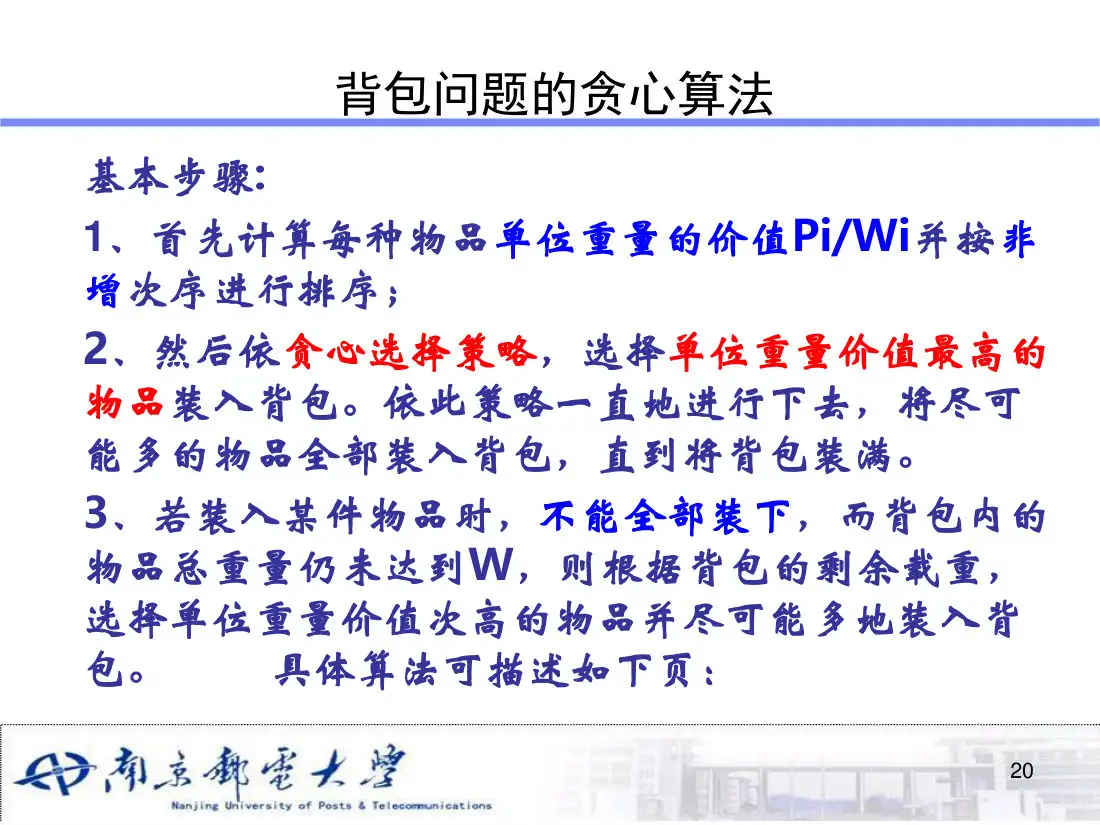 背包问题的贪心算法
基本步骤:
1、首先计算每种物品单位重量的价值Pi/Wi并按非
增次序进行排序;
2、然后依贪心选择策略，选择单位重量价值最高的
物品装入背包。依此策略一直地进行下去，将尽可
能多的物品全部装入背包，直到将背包装满。
3、若装入某件物品时，不能全部装下，而背包内的
物品总重量仍未达到W，则根据背包的剩余载重，
选择单位重量价值次高的物品并尽可能多地装入背
包。 具体算法可描述如下页：
南京邮电大学
Nanjing University of Posts & Telecommunications
20